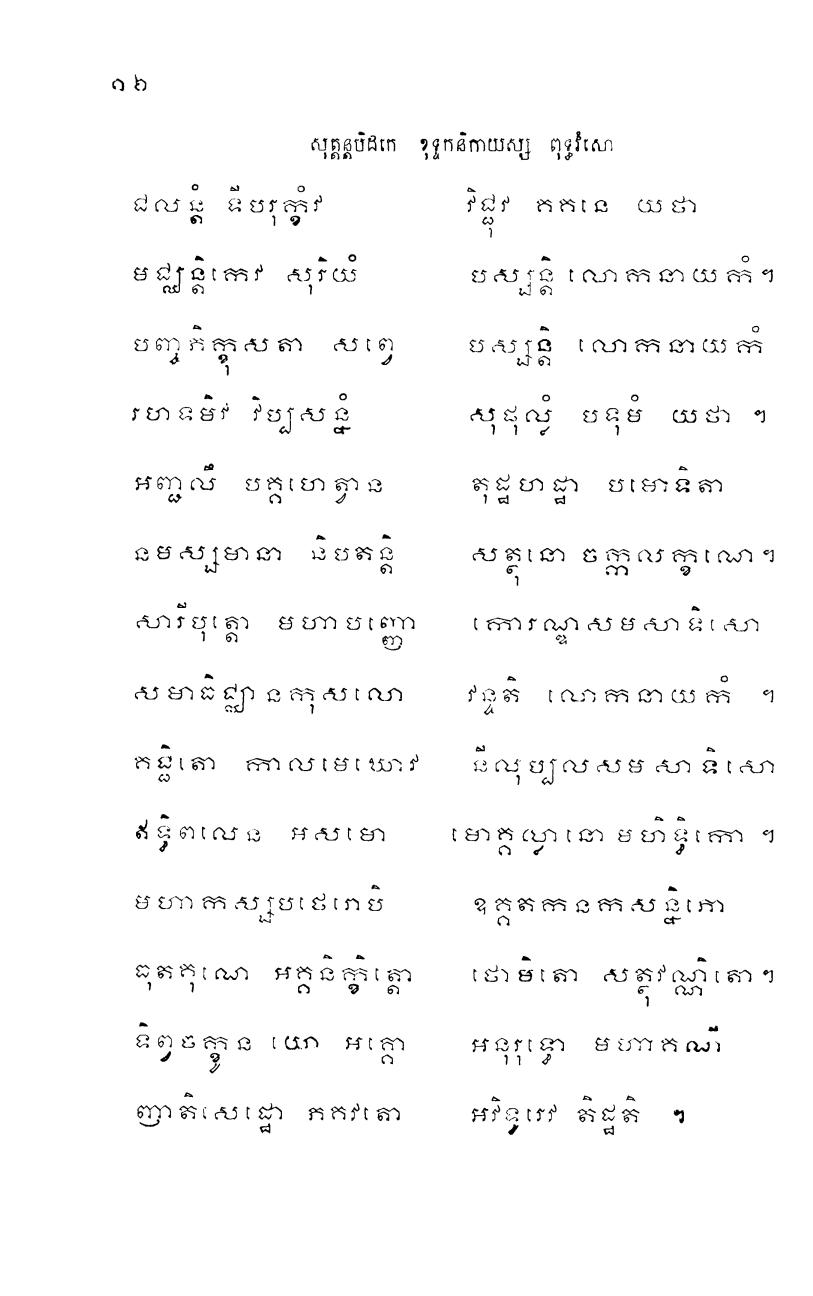 ១៦
សុត្តន្តបិដកេ ខុទ្ទកនិកាយស្ស ពុទ្ធវំសោ
ជលន្តំ ទីបរុក្ខំវ វិជ្ជុវ គគនេ យថា
មជ្ឈន្តិកេវ សុរិយំ បស្សន្តិ លោកនាយកំ។
បញ្ចភិក្ខុសតា សព្វេ បស្សន្តិ លោកនាយកំ
រហទមិវ វិប្បសន្នំ សុផុល្លំ បទុមំ យថា ។
អញ្ជលឹ បគ្គហេត្វាន តុដ្ឋហដ្ឋា បមោទិតា
នមស្សមានា និបតន្តិ សត្ថុនោ ចក្កលក្ខណេ។
សារីបុត្តោ មហាបញ្ញោ កោរណ្ឌសមសាទិសោ
សមាធិជ្ឈានកុសលោ វន្ទតិ លោកនាយកំ ។
គជ្ជិតោ កាលមេឃោវ នីលុប្បលសមសាទិសោ
ឥទ្ធិពលេន អសមោ មោគ្គល្លានោ មហិទ្ធិកោ ។
មហាកស្សបថេរោបិ ឧក្កតកនកសន្និភោ
ធុតគុណេ អគ្គនិក្ខិត្តោ ថោមិតោ សត្ថុវណ្ណិតោ។
ទិព្វចក្ខូន យោ អគ្គោ អនុរុទ្ធោ មហាគណី
ញាតិសេដ្ឋោ ភគវតោ អវិទូរេវ តិដ្ឋតិ ។